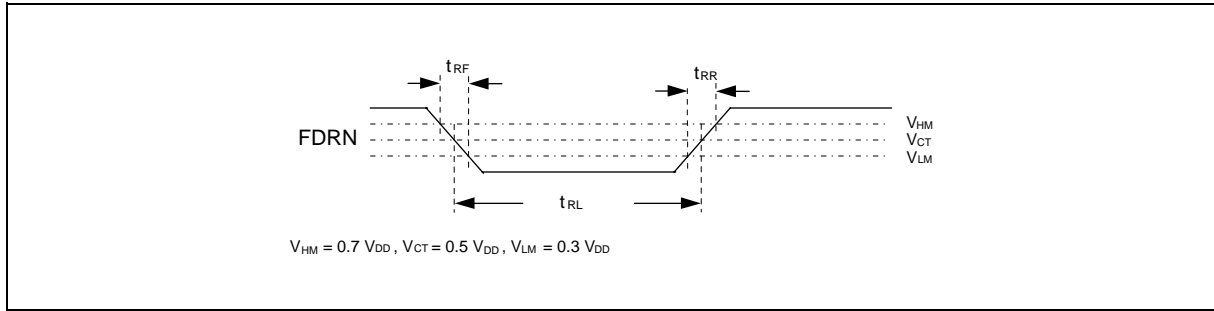 tRF
tRR
FDRN
VHM
VCT
VLM
tRL
VHM = 0.7 VDD , VCT = 0.5 VDD , VLM = 0.3 VDD